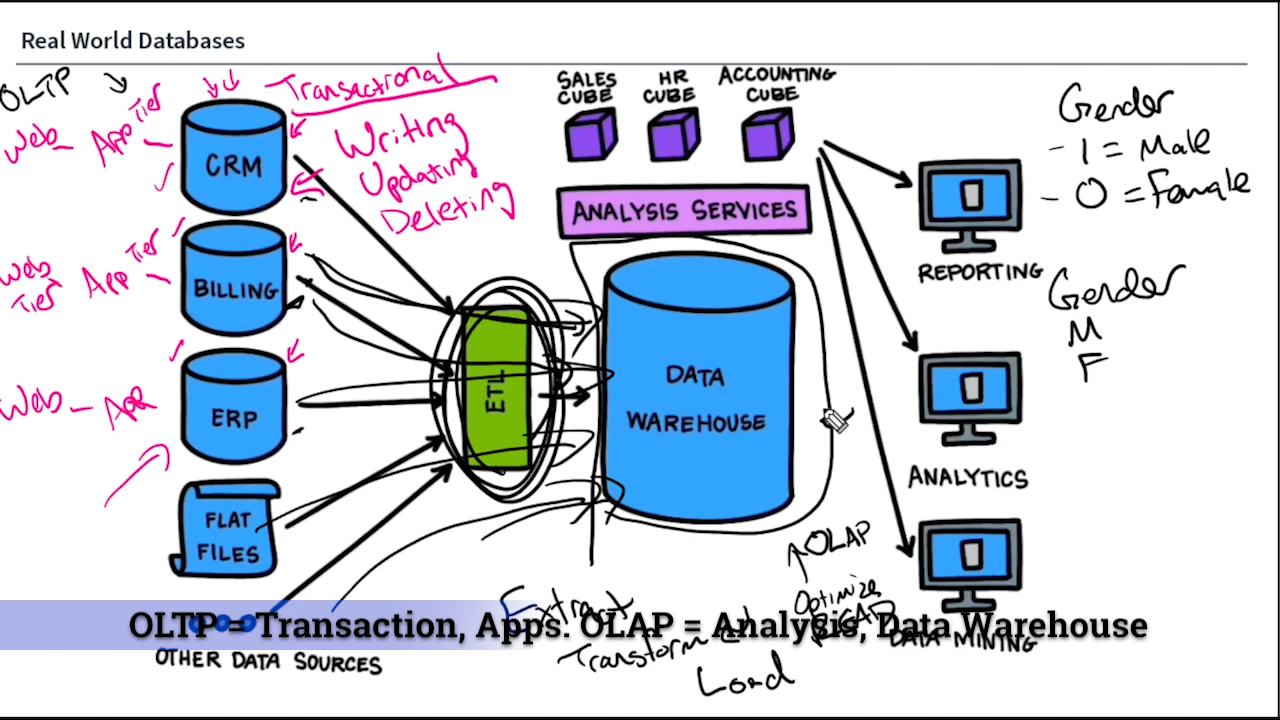 Real World Databases
OLTP
Transactional
Writing
Updating
Deleting
Web App Tier
CRM
Web Tier App Tier
BILLING
Web - App
ERP
FLAT
FILES
OTHER DATA SOURCES
ETL
Extract
Transform
Load
SALES
CUBE
HR
CUBE
ACCOUNTING
CUBE
ANALYSIS SERVICES
DATA
WAREHOUSE
OLAP
Optimize
Gender
- 1 = Male
- 0 = Female
REPORTING
Gender
M
F
ANALYTICS
DATA MINING
OLTP = Transaction, Apps. OLAP = Analysis, Data Warehouse